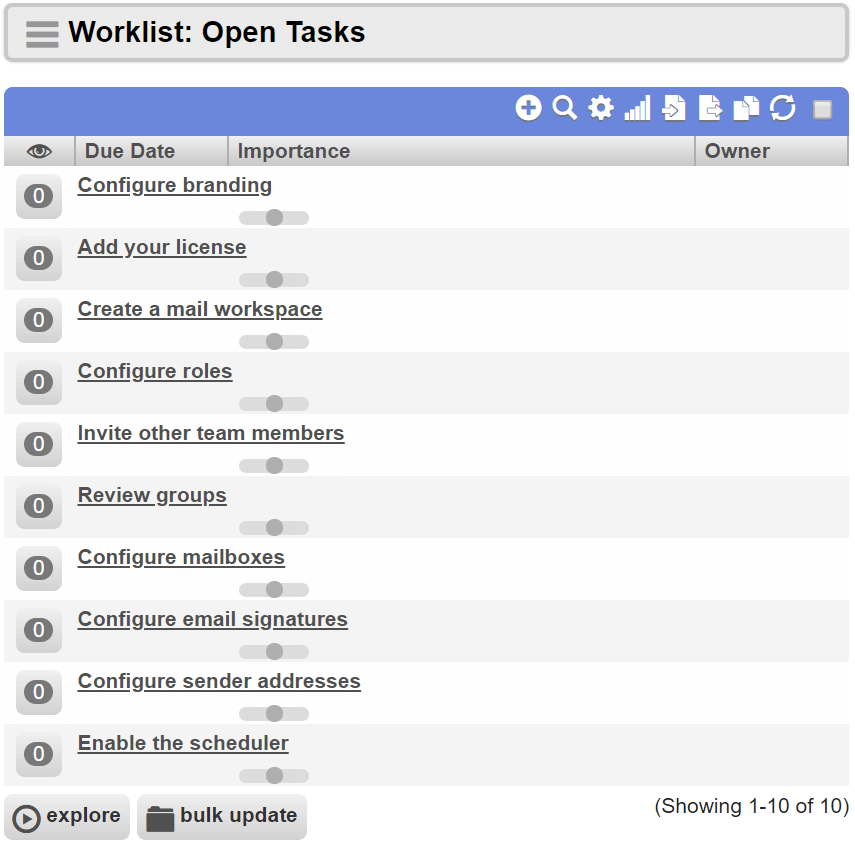 Worklist: Open Tasks
Due Date Importance Owner
Configure branding
0
Add your license
0
Create a mail workspace
0
Configure roles
0
Invite other team members
0
Review groups
0
Configure mailboxes
0
Configure email signatures
0
Configure sender addresses
0
Enable the scheduler
0
explore bulk update (Showing 1-10 of 10)